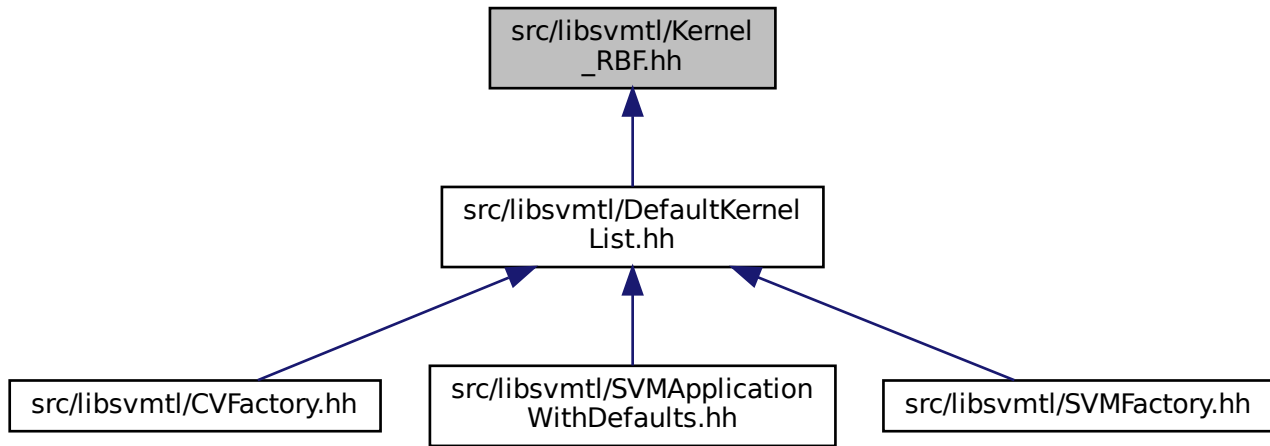 src/libsvmtl/Kernel
_RBF.hh
src/libsvmtl/DefaultKernel
List.hh
src/libsvmtl/CVFactory.hh
src/libsvmtl/SVMApplication
WithDefaults.hh
src/libsvmtl/SVMFactory.hh